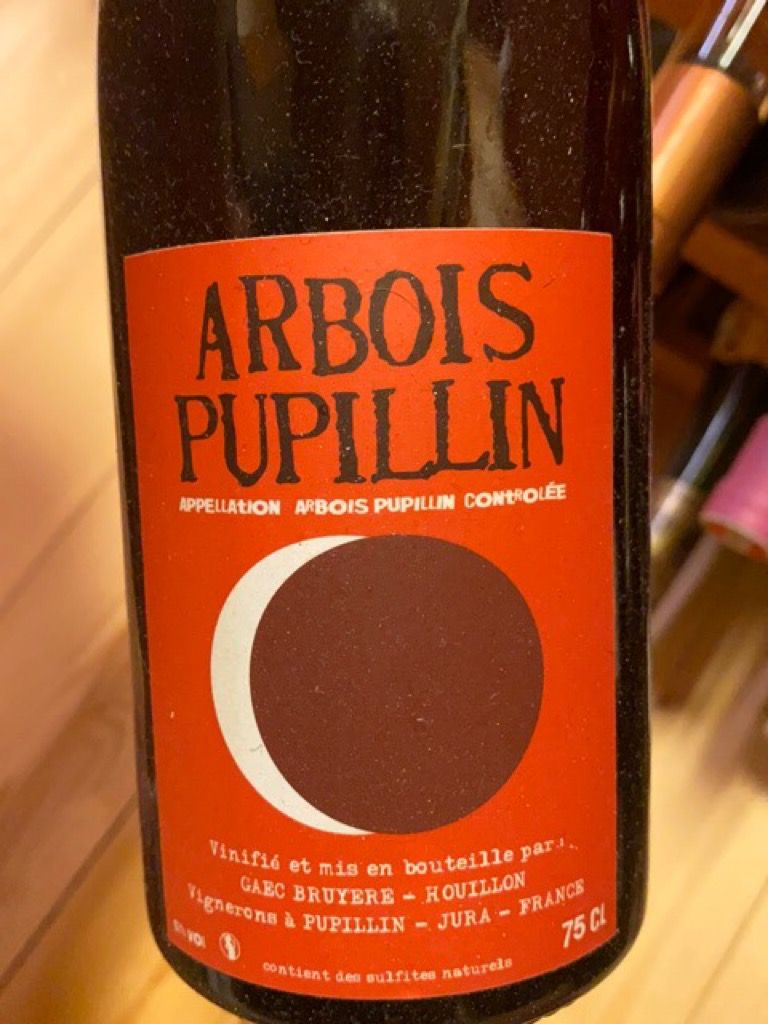 ARBOIS
PUPILLIN
APPELLATION ARBOIS PUPILLIN CONTROLÉE
Vinifié et mis en bouteille par
GAEC BRUYERE - HOUILLON
Vignerons à PUPILLIN - JURA - FRANCE
VOl 75 Cl
contient des sulfites naturels